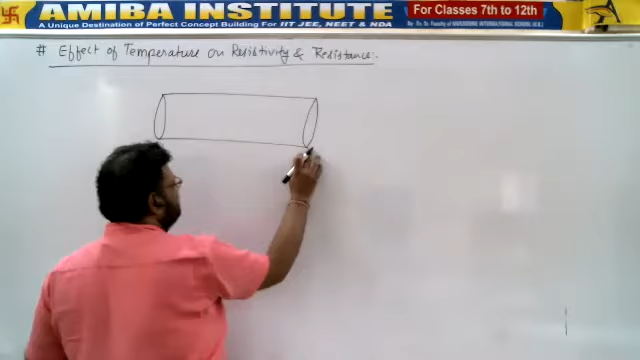 AMIBA INSTITUTE
For Classes 7th to 12th
A Unique Destination of Perfect Concept Building For IIT JEE, NEET & NDA
# Effect of Temperature on Resistivity & Resistance:-